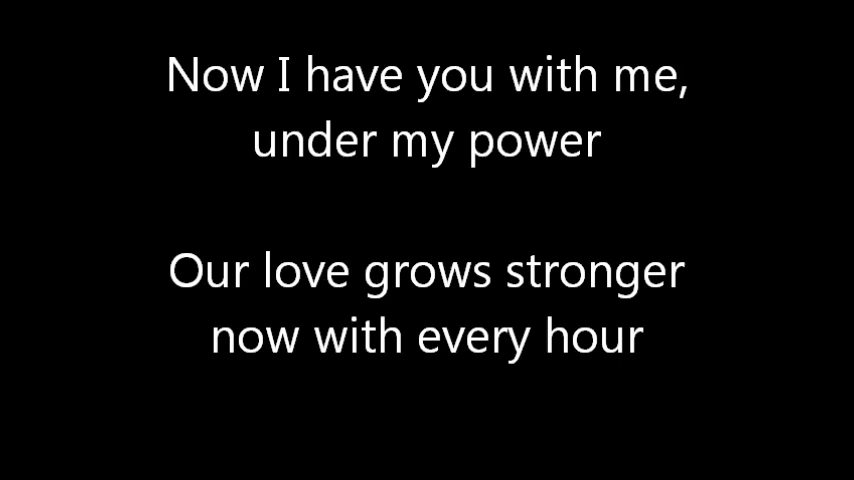 Now I have you with me,
under my power
Our love grows stronger
now with every hour